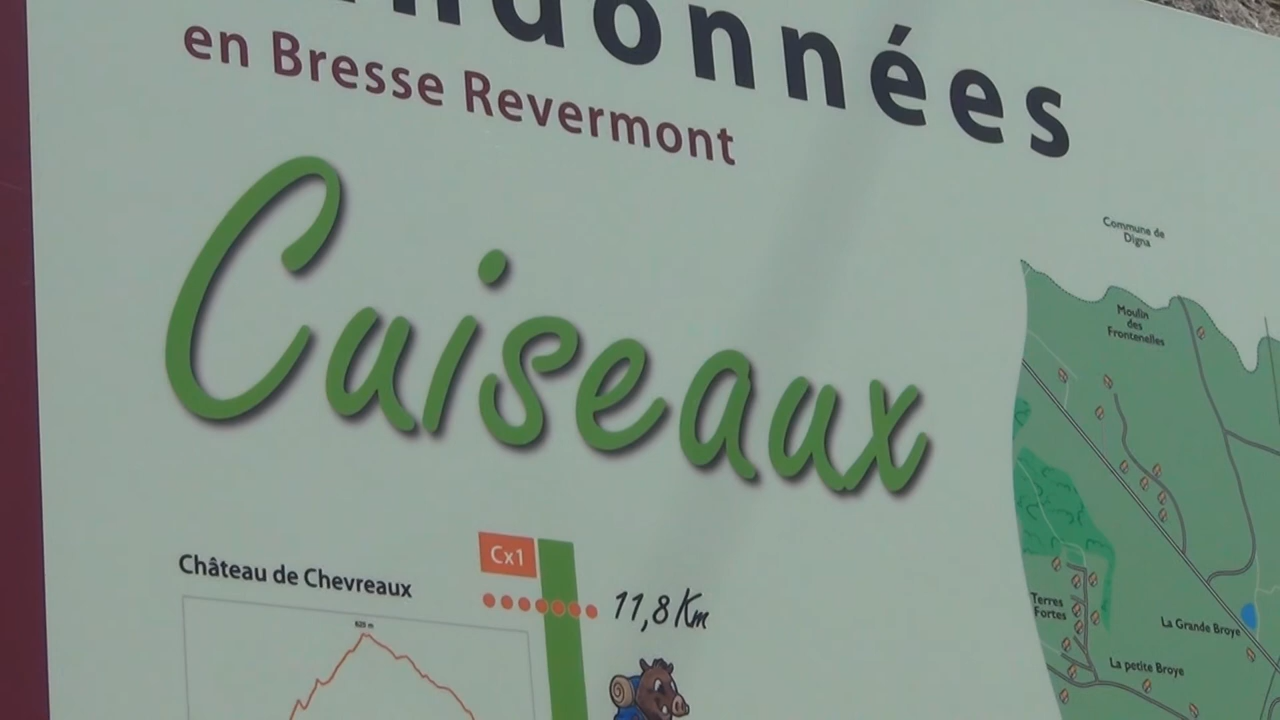 ndonnées
en Bresse Revermont
Cuiseaux
Commune de
Digna
Moulin
des
Frontenelles
Cx1
Château de Chevreaux
11,8 Km
Terres
Fortes
La Grande Broye
La petite Broye